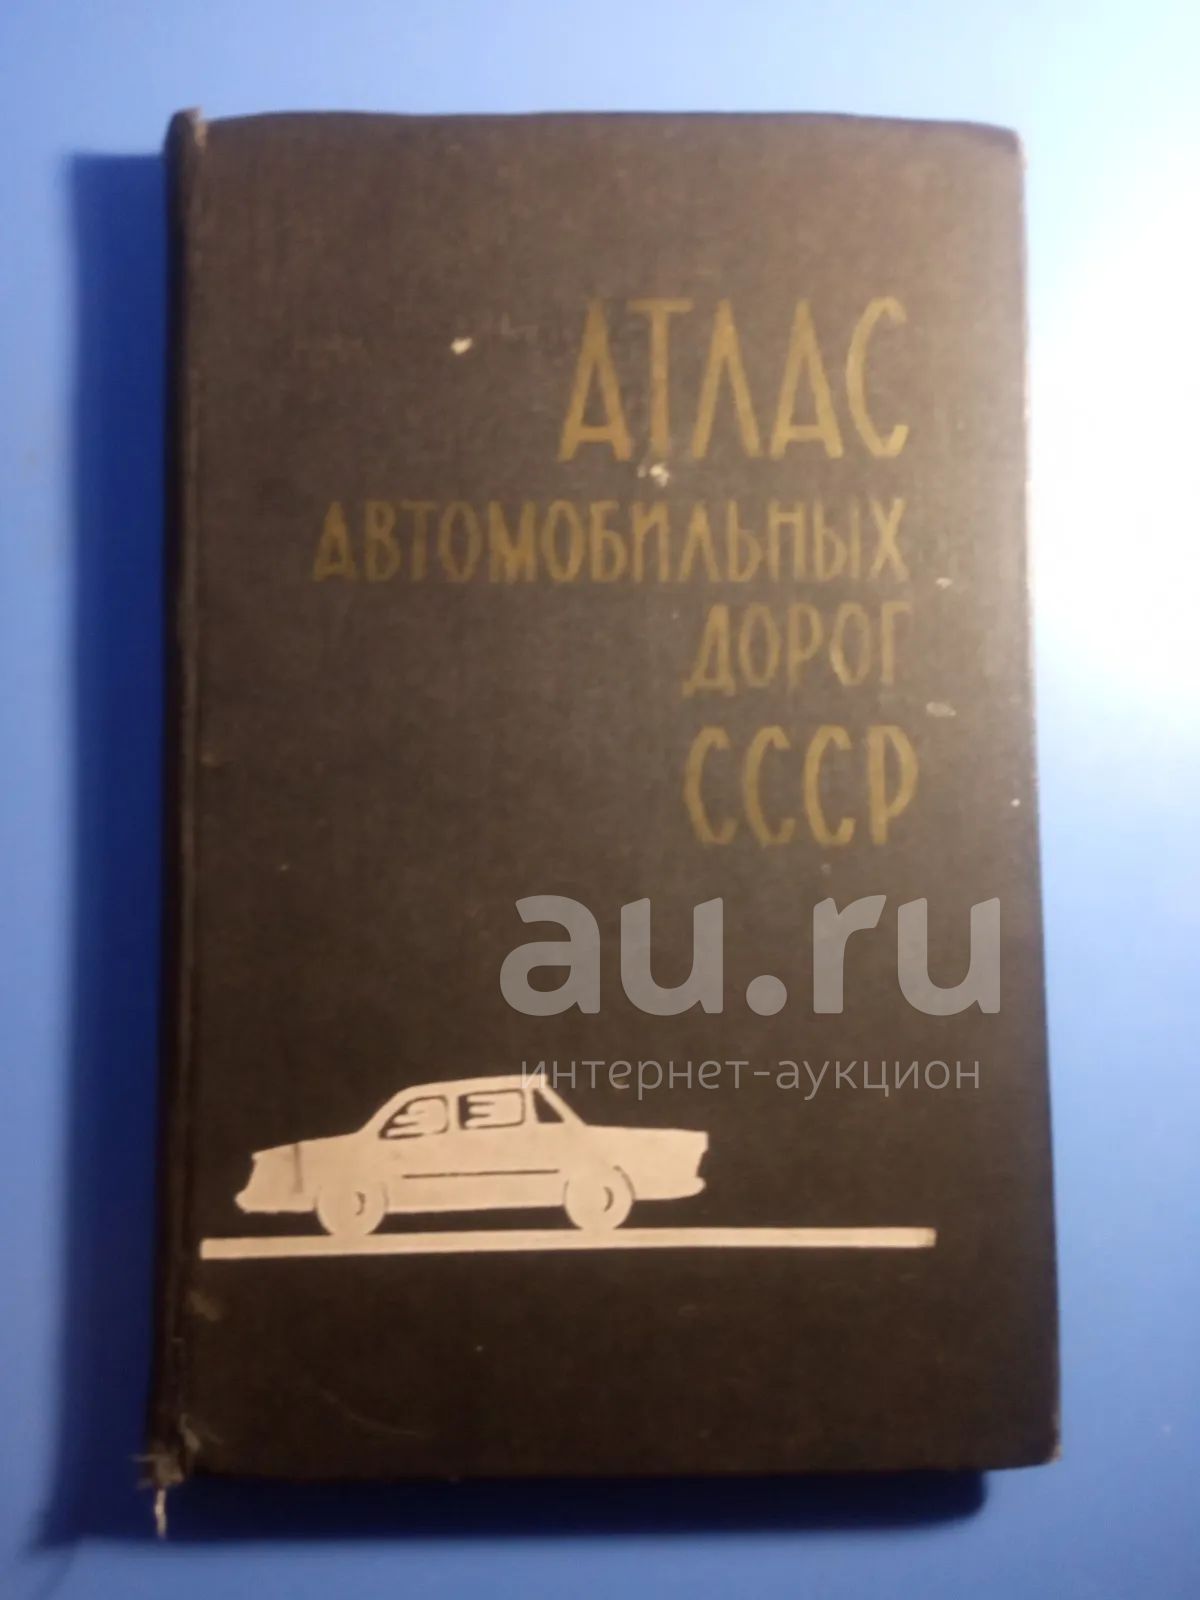 АТЛАС
АВТОМОБИЛЬНЫХ
ДОРОГ
СССР
au.ru
интернет-аукцион